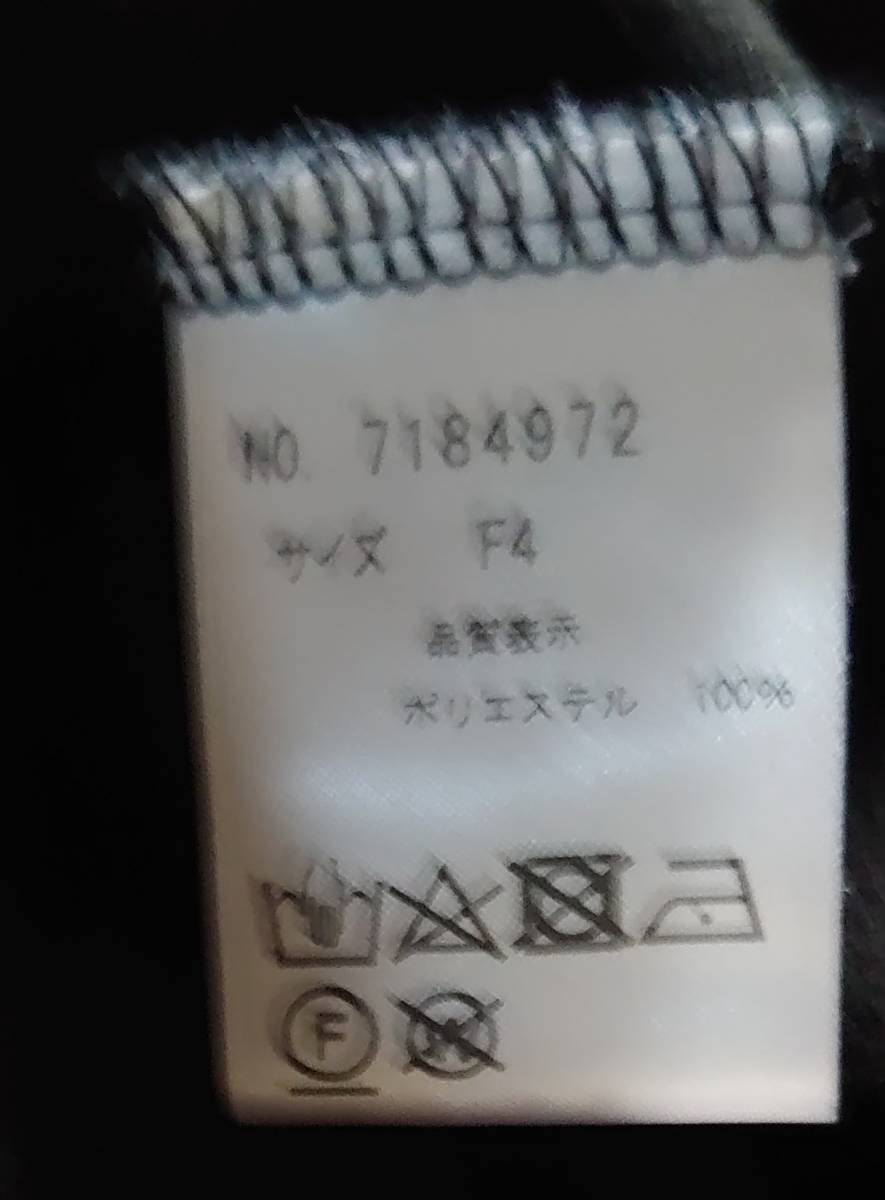 NO. 7184972
サイズ F4
品質表示
ポリエステル 100%
F
W